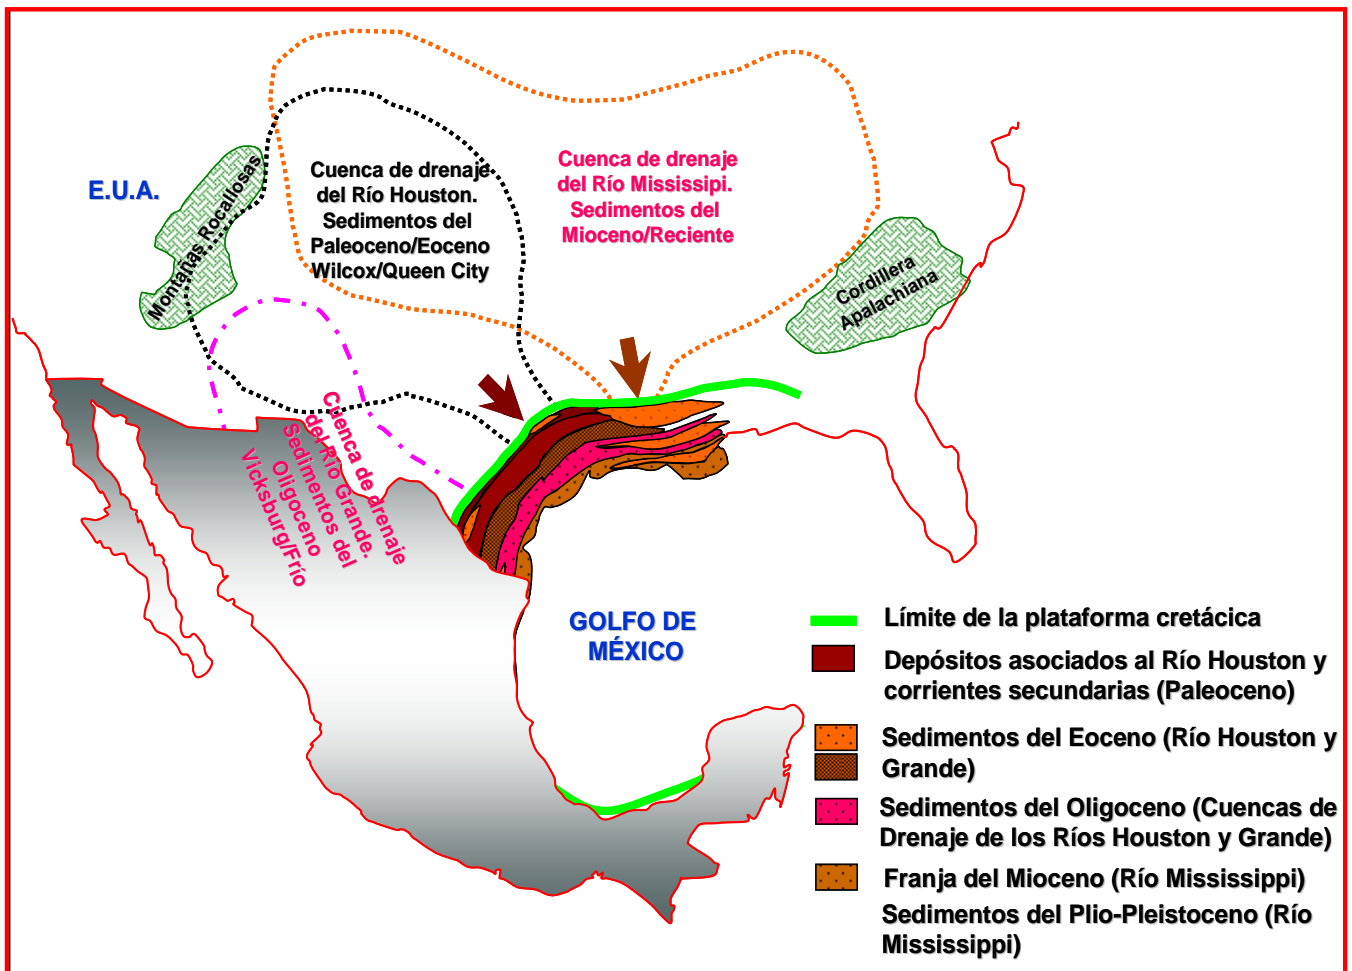 E.U.A.
Montañas Rocallosas
Cuenca de drenaje
del Río Houston.
Sedimentos del
Paleoceno/Eoceno
Wilcox/Queen City
Cuenca de drenaje
del Río Mississipi.
Sedimentos del
Mioceno/Reciente
Cordillera
Apalachiana
Cuenca de drenaje
del Río Grande.
Sedimentos del
Oligoceno
Vicksburg/Frío
GOLFO DE
MÉXICO
Límite de la plataforma cretácica
Depósitos asociados al Río Houston y
corrientes secundarias (Paleoceno)
Sedimentos del Eoceno (Río Houston y
Grande)
Sedimentos del Oligoceno (Cuencas de
Drenaje de los Ríos Houston y Grande)
Franja del Mioceno (Río Mississippi)
Sedimentos del Plio-Pleistoceno (Río
Mississippi)